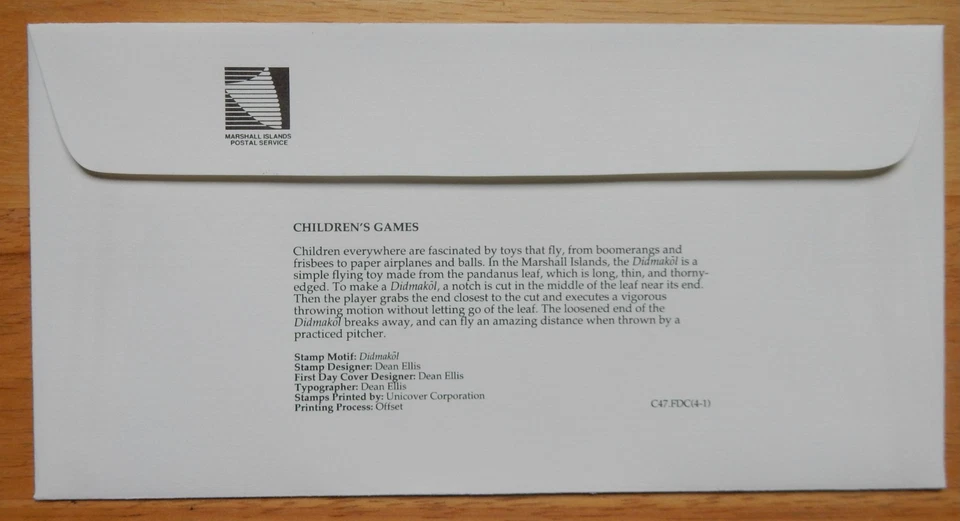 MARSHALL ISLANDS
POSTAL SERVICE
CHILDREN'S GAMES
Children everywhere are fascinated by toys that fly, from boomerangs and
frisbees to paper airplanes and balls. In the Marshall Islands, the Didmakōl is a
simple flying toy made from the pandanus leaf, which is long, thin, and thorny-
edged. To make a Didmakōl, a notch is cut in the middle of the leaf near its end.
Then the player grabs the end closest to the cut and executes a vigorous
throwing motion without letting go of the leaf. The loosened end of the
Didmakōl breaks away, and can fly an amazing distance when thrown by a
practiced pitcher.
Stamp Motif: Didmakōl
Stamp Designer: Dean Ellis
First Day Cover Designer: Dean Ellis
Typographer: Dean Ellis
Stamps Printed by: Unicover Corporation
Printing Process: Offset
C47.FDC(4-1)